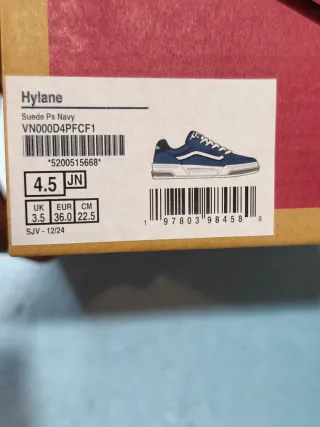 Hylane
Suede Ps Navy
VN000D4PFCF1
*5200515668*
4.5 JN
UK EUR CM
3.5 36.0 22.5
SJV - 12/24
1 97803 98458 0